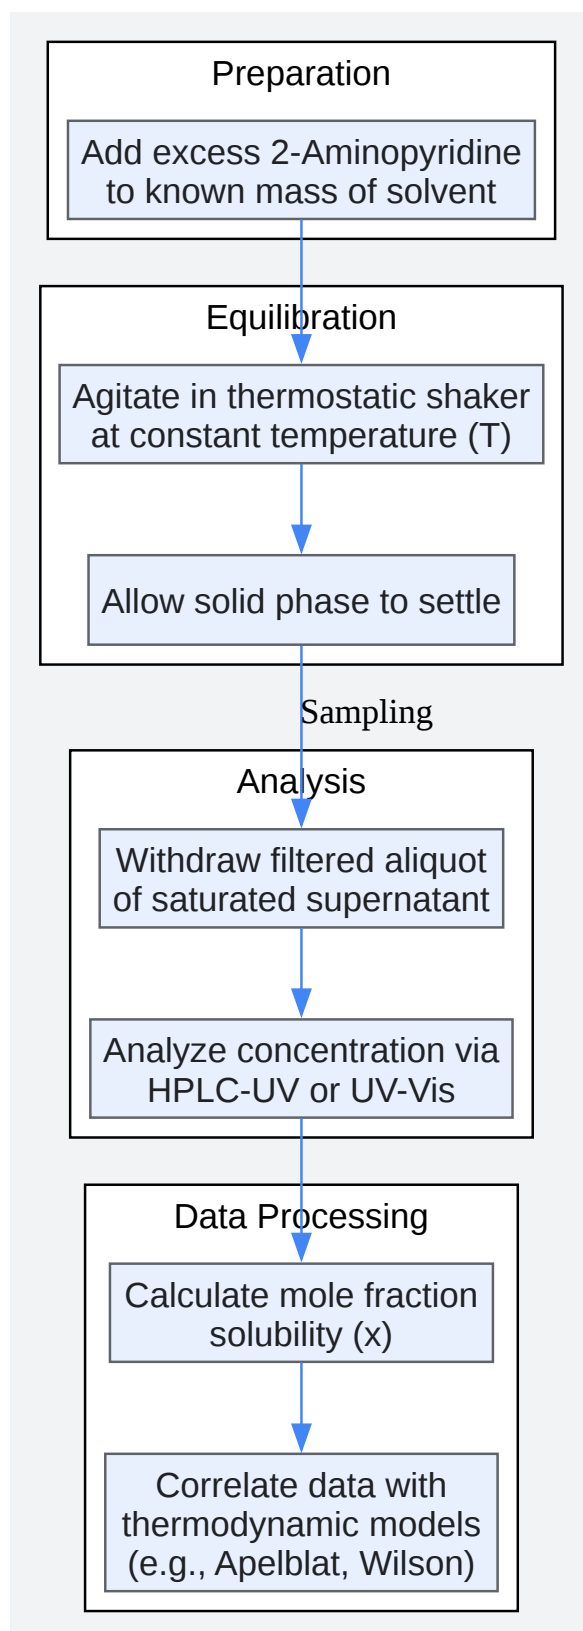 Preparation
Add excess 2-Aminopyridine
to known mass of solvent
Equilibration
Agitate in thermostatic shaker
at constant temperature (T)
Allow solid phase to settle
Sampling
Analysis
Withdraw filtered aliquot
of saturated supernatant
Analyze concentration via
HPLC-UV or UV-Vis
Data Processing
Calculate mole fraction
solubility (x)
Correlate data with
thermodynamic models
(e.g., Apelblat, Wilson)